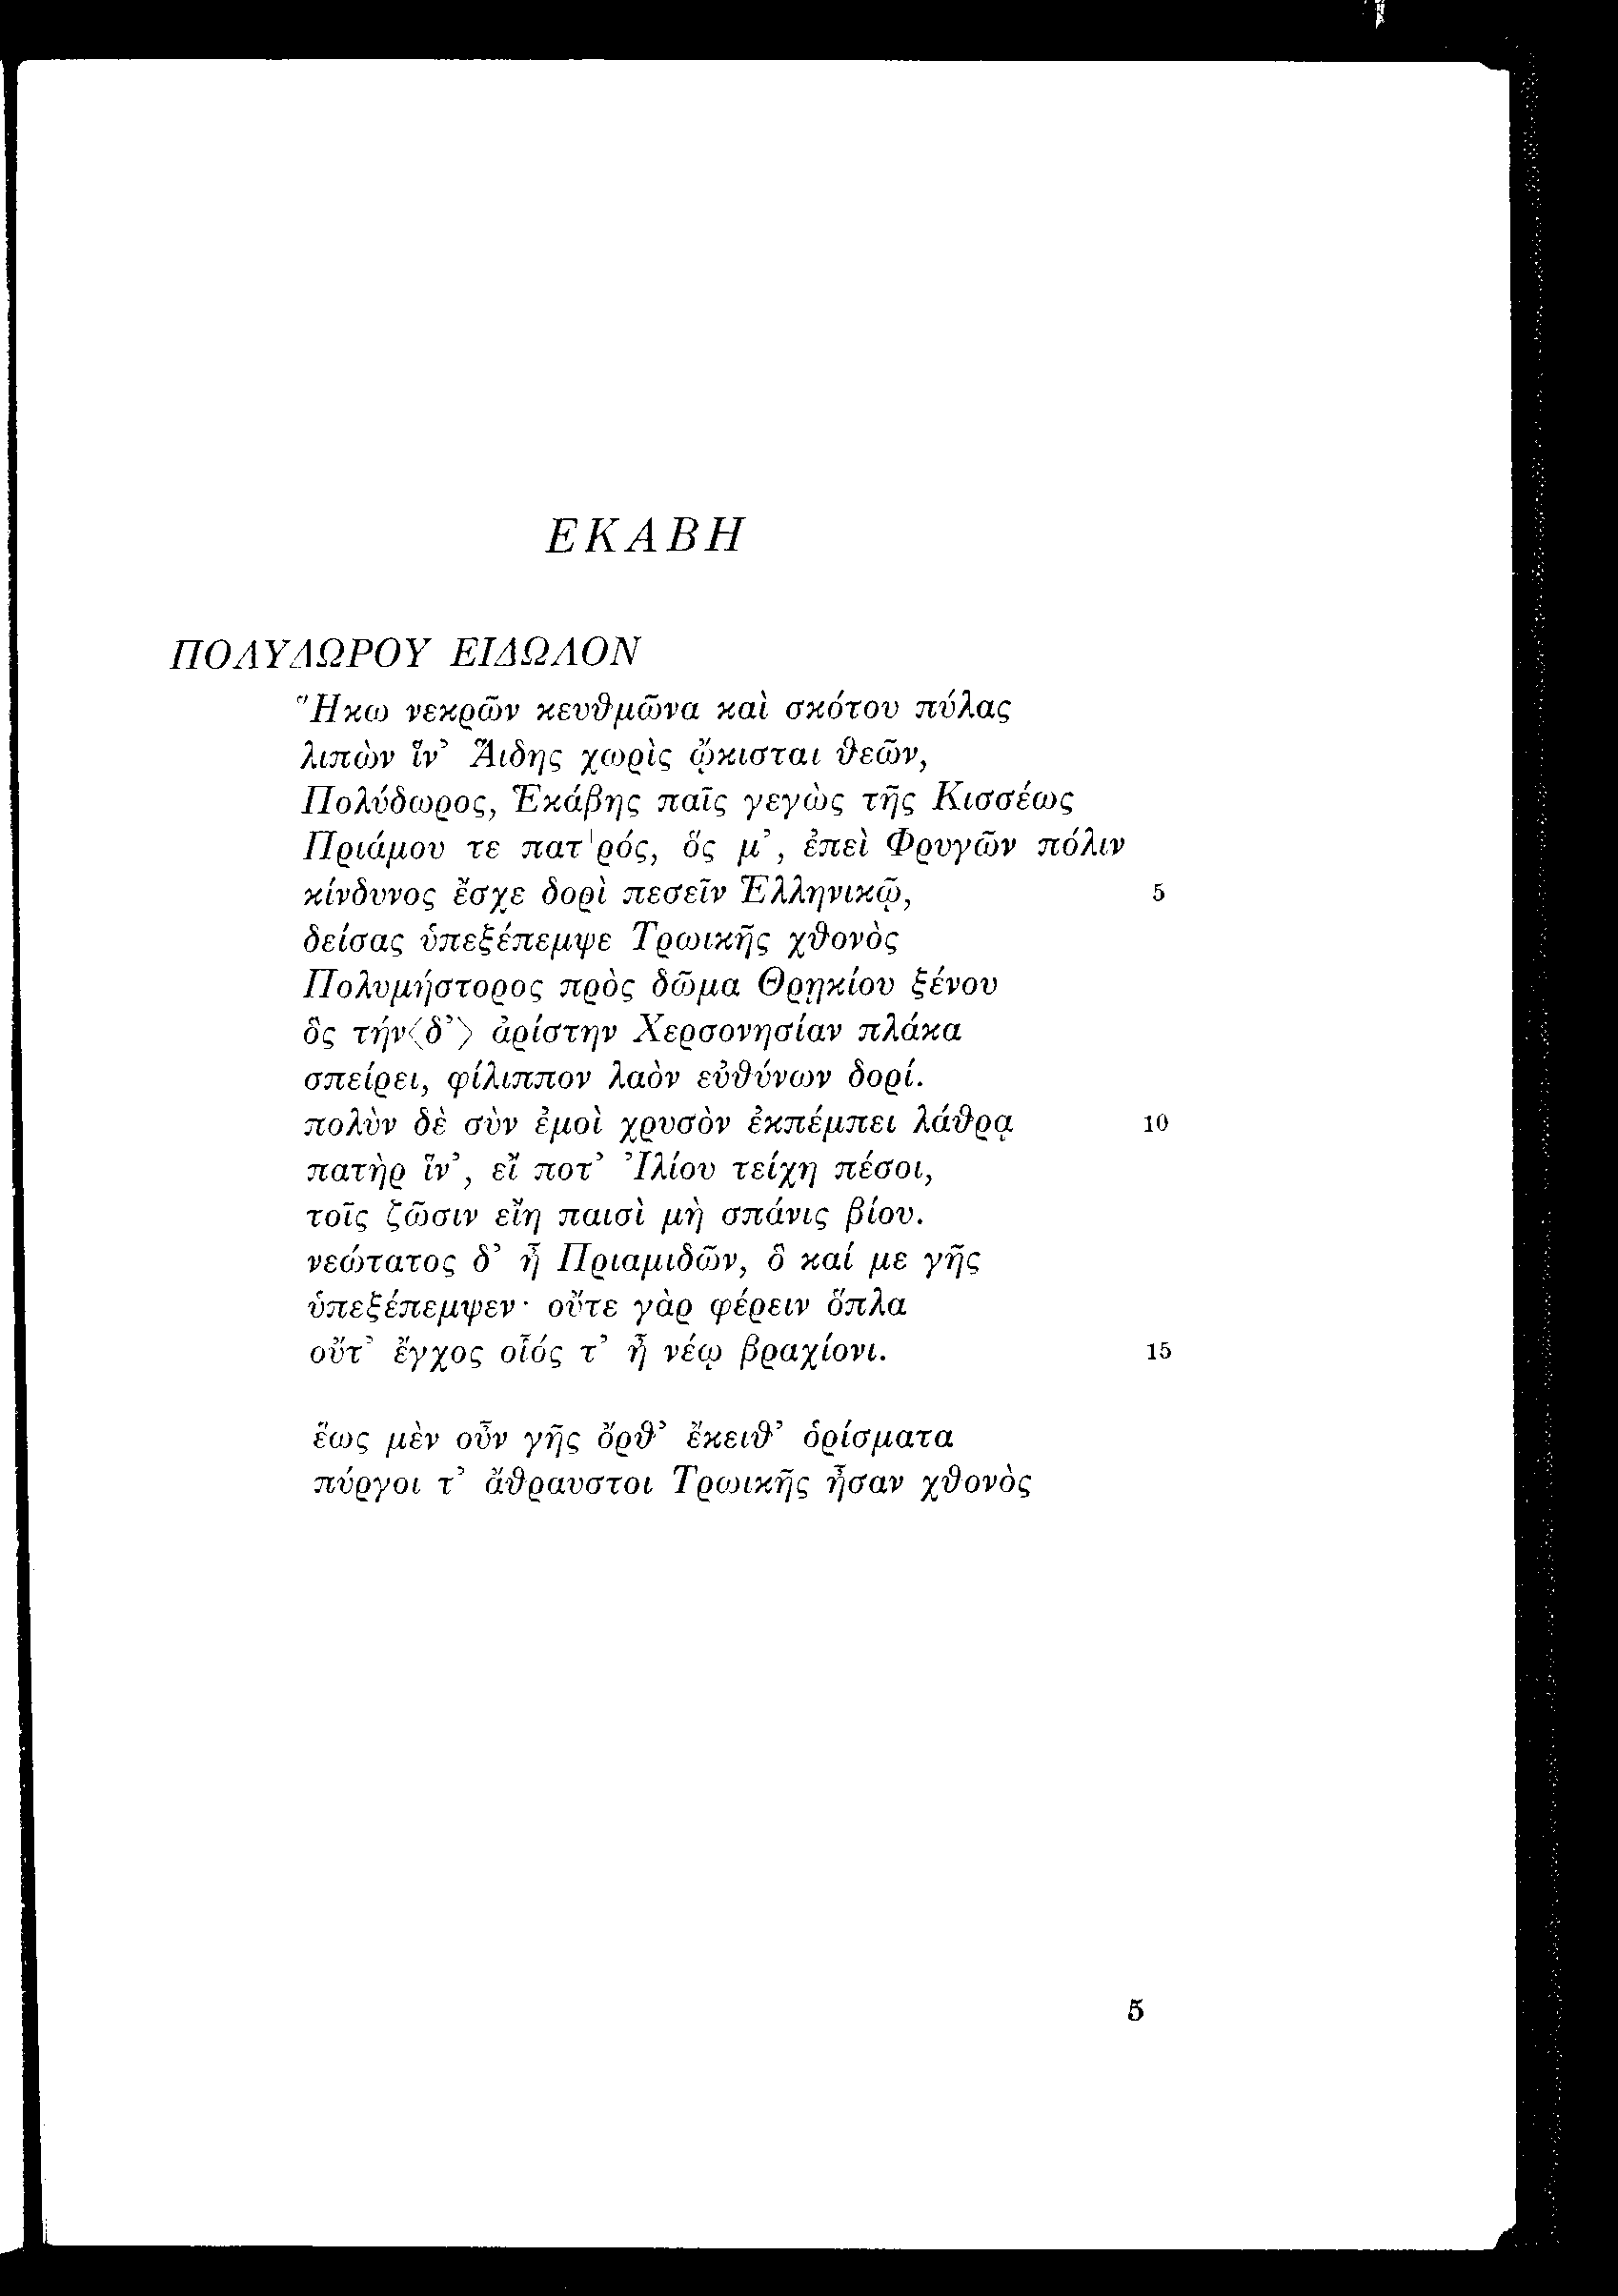 ΕΚΑΒΗ
ΠΟΛΥΔΩΡΟΥ ΕΙΔΩΛΟΝ
Ἥκω νεκρῶν κευθμῶνα καὶ σκότου πύλας
λιπὼν ἵν’ Ἅιδης χωρὶς ᾤκισται θεῶν,
Πολύδωρος, Ἑκάβης παῖς γεγὼς τῆς Κισσέως
Πριάμου τε πατρός, ὅς μ’, ἐπεὶ Φρυγῶν πόλιν
κίνδυνος ἔσχε δορὶ πεσεῖν Ἑλληνικῷ, 5
δείσας ὑπεξέπεμψε Τρωικῆς χθονὸς
Πολυμήστορος πρὸς δῶμα Θρῃκίου ξένου
ὃς τήν⟨δ’⟩ ἀρίστην Χερσονησίαν πλάκα
σπείρει, φίλιππον λαὸν εὐθύνων δορί.
πολὺν δὲ σὺν ἐμοὶ χρυσὸν ἐκπέμπει λάθρᾳ 10
πατὴρ ἵν’, εἴ ποτ’ Ἰλίου τείχη πέσοι,
τοῖς ζῶσιν εἴη παισὶ μὴ σπάνις βίου.
νεώτατος δ’ ἦ Πριαμιδῶν, ὃ καί με γῆς
ὑπεξέπεμψεν· οὔτε γὰρ φέρειν ὅπλα
οὔτ’ ἔγχος οἷός τ’ ἦ νέῳ βραχίονι. 15
ἕως μὲν οὖν γῆς ὄρθ’ ἔκειθ’ ὁρίσματα
πύργοι τ’ ἄθραυστοι Τρωικῆς ἦσαν χθονὸς
5